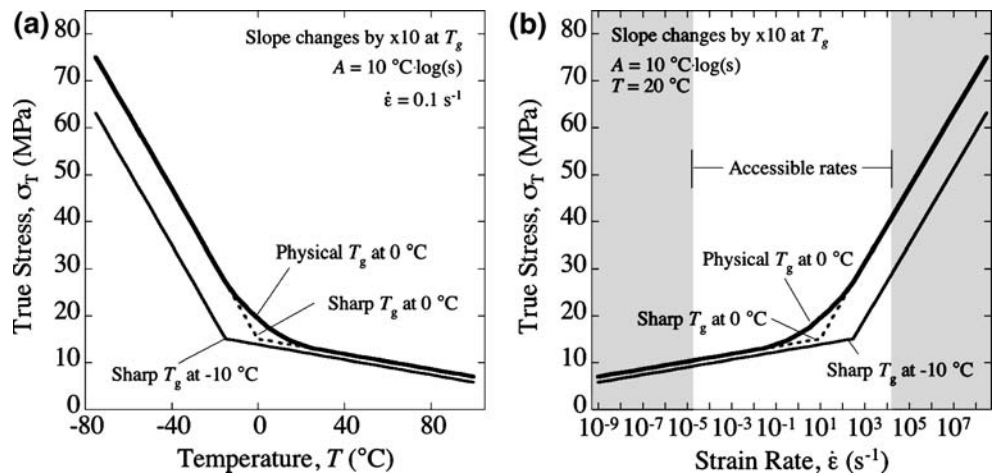 (a)
Slope changes by x10 at Tg
A = 10 °C·log(s)
ε̇ = 0.1 s⁻¹
True Stress, σT (MPa)
80
70
60
50
40
30
20
10
0
Physical Tg at 0 °C
Sharp Tg at 0 °C
Sharp Tg at -10 °C
-80
-40
0
40
80
Temperature, T (°C)
(b)
Slope changes by x10 at Tg
A = 10 °C·log(s)
T = 20 °C
True Stress, σT (MPa)
80
70
60
50
40
30
20
10
0
Accessible rates
Physical Tg at 0 °C
Sharp Tg at 0 °C
Sharp Tg at -10 °C
10⁻⁹ 10⁻⁷ 10⁻⁵ 10⁻³ 10⁻¹ 10¹ 10³ 10⁵ 10⁷
Strain Rate, ε̇ (s⁻¹)